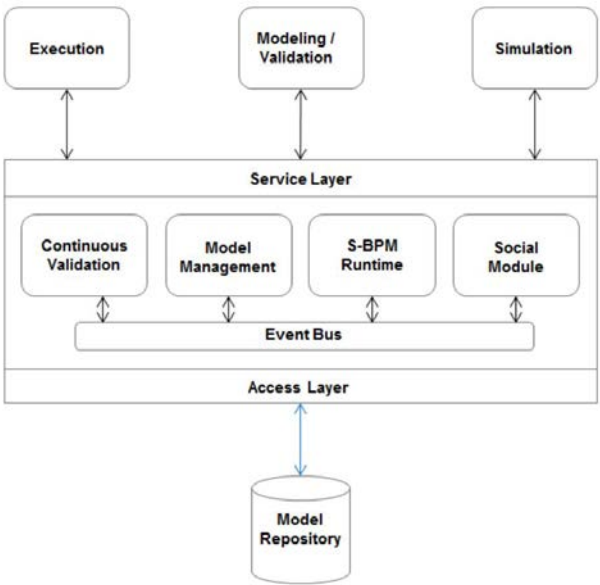 Execution
Modeling /
Validation
Simulation
Service Layer
Continuous
Validation
Model
Management
S-BPM
Runtime
Social
Module
Event Bus
Access Layer
Model
Repository